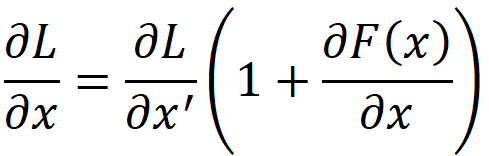 ∂L/∂x = ∂L/∂x′ (1 + ∂F(x)/∂x)